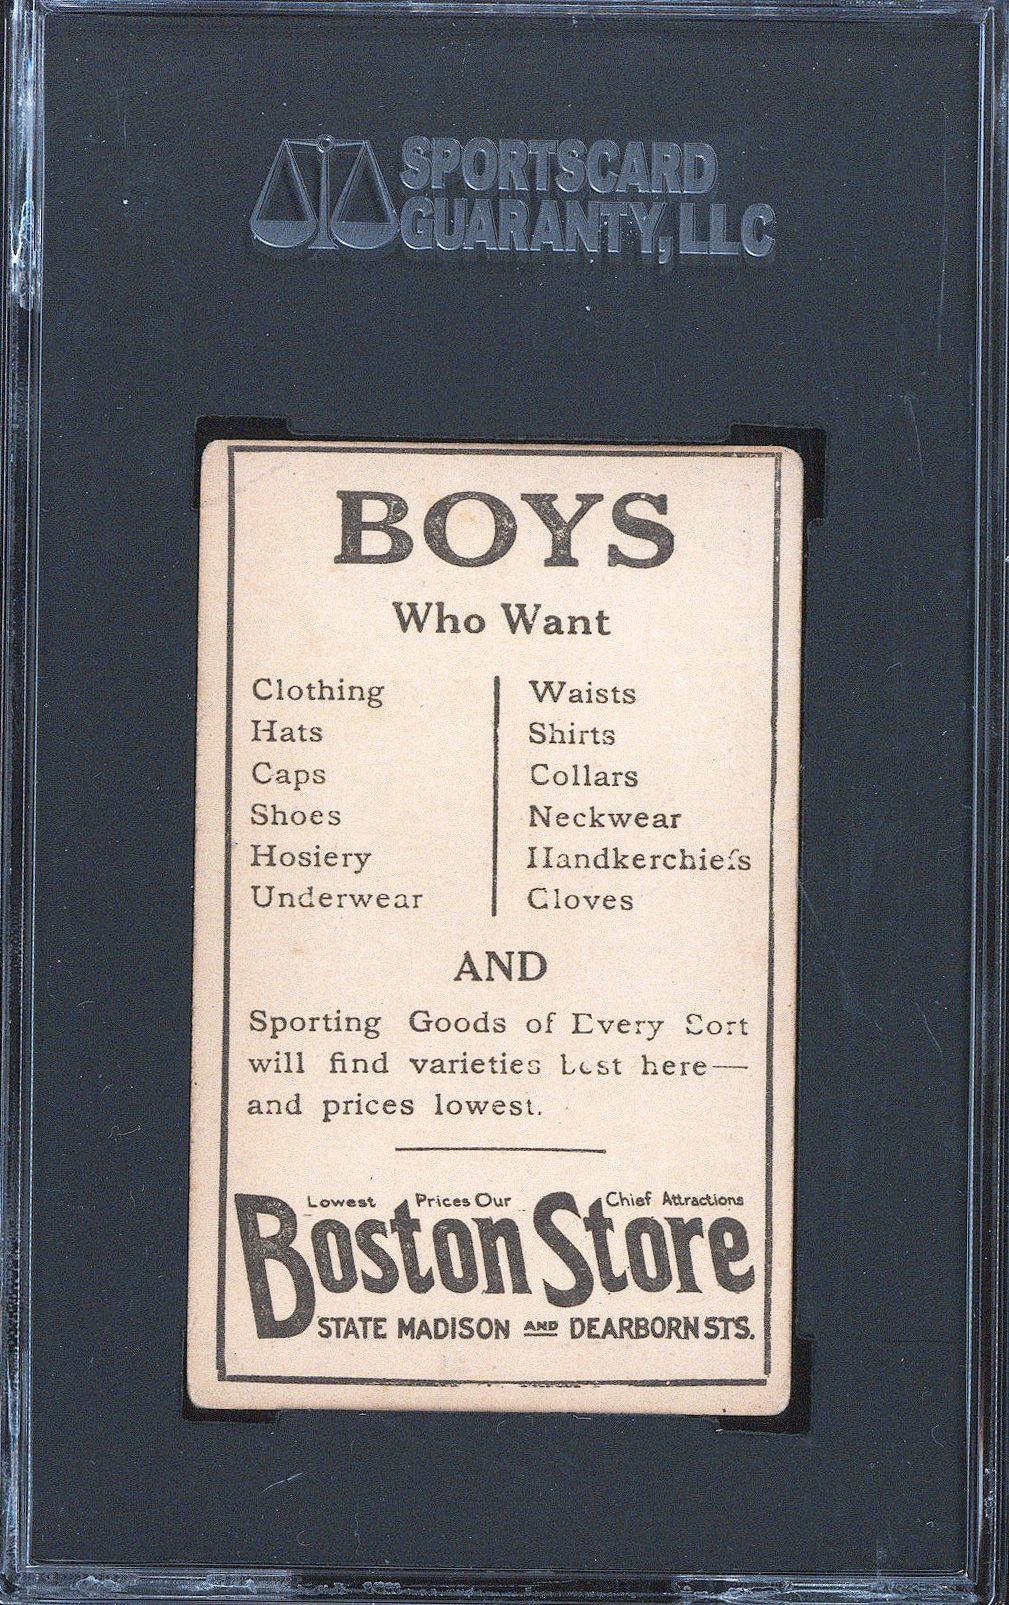 SPORTSCARD
GUARANTY, LLC
BOYS
Who Want
Clothing
Hats
Caps
Shoes
Hosiery
Underwear
Waists
Shirts
Collars
Neckwear
Handkerchiefs
Gloves
AND
Sporting Goods of Every Sort
will find varieties best here—
and prices lowest.
Lowest Prices Our Chief Attractions
Boston Store
STATE MADISON AND DEARBORN STS.